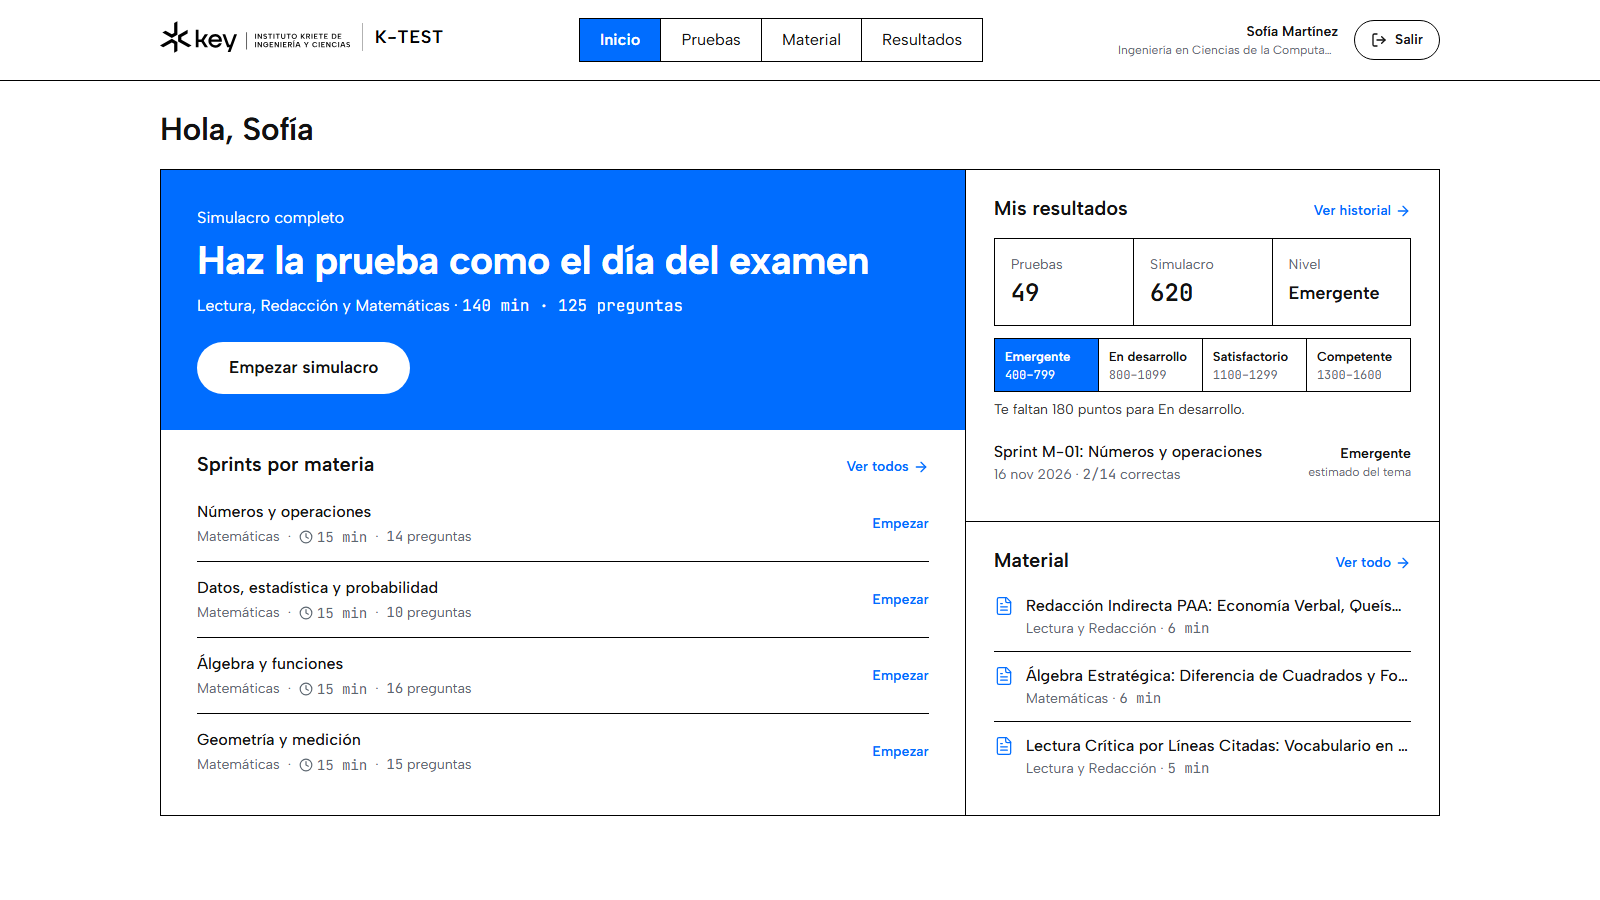 key
INSTITUTO KRIETE DE
INGENIERÍA Y CIENCIAS
K-TEST
Inicio
Pruebas
Material
Resultados
Sofía Martínez
Ingeniería en Ciencias de la Computa...
Salir
Hola, Sofía
Simulacro completo
Haz la prueba como el día del examen
Lectura, Redacción y Matemáticas · 140 min · 125 preguntas
Empezar simulacro
Sprints por materia
Ver todos →
Números y operaciones
Matemáticas · 15 min · 14 preguntas
Empezar
Datos, estadística y probabilidad
Matemáticas · 15 min · 10 preguntas
Empezar
Álgebra y funciones
Matemáticas · 15 min · 16 preguntas
Empezar
Geometría y medición
Matemáticas · 15 min · 15 preguntas
Empezar
Mis resultados
Ver historial →
Pruebas
49
Simulacro
620
Nivel
Emergente
Emergente
400–799
En desarrollo
800–1099
Satisfactorio
1100–1299
Competente
1300–1600
Te faltan 180 puntos para En desarrollo.
Sprint M-01: Números y operaciones
16 nov 2026 · 2/14 correctas
Emergente
estimado del tema
Material
Ver todo →
Redacción Indirecta PAA: Economía Verbal, Queís...
Lectura y Redacción · 6 min
Álgebra Estratégica: Diferencia de Cuadrados y Fo...
Matemáticas · 6 min
Lectura Crítica por Líneas Citadas: Vocabulario en ...
Lectura y Redacción · 5 min